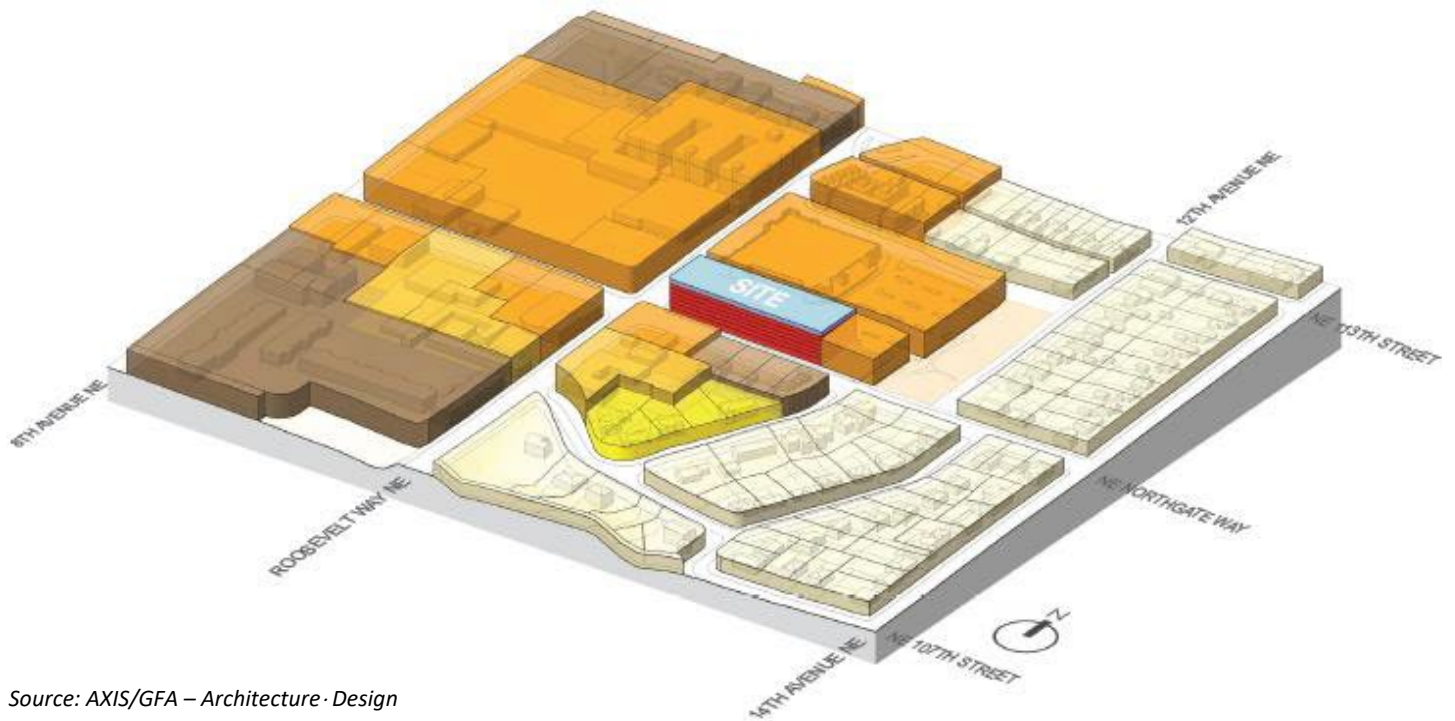 12TH AVENUE NE
SITE
NE 113TH STREET
8TH AVENUE NE
NE NORTHGATE WAY
ROOSEVELT WAY NE
Z
NE 107TH STREET
14TH AVENUE NE
Source: AXIS/GFA – Architecture· Design